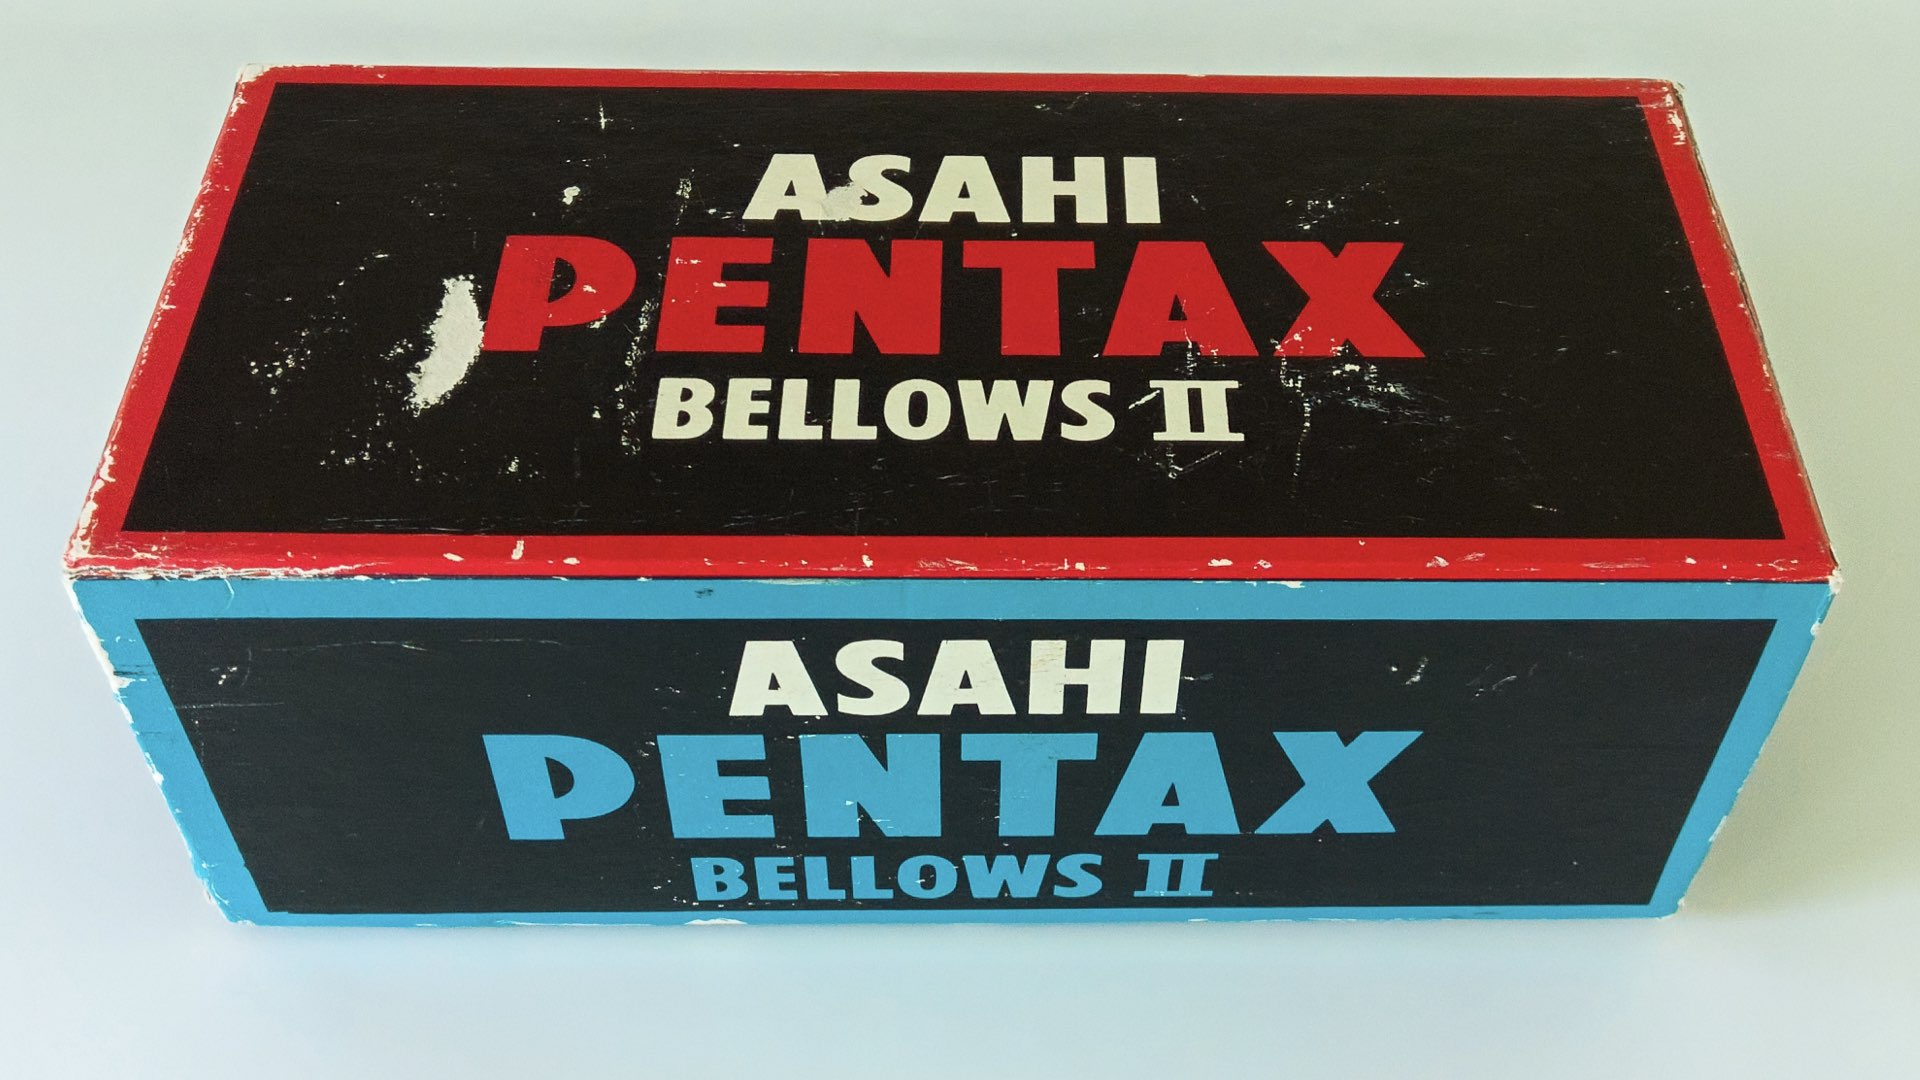 ASAHI
PENTAX
BELLOWS II
ASAHI
PENTAX
BELLOWS II